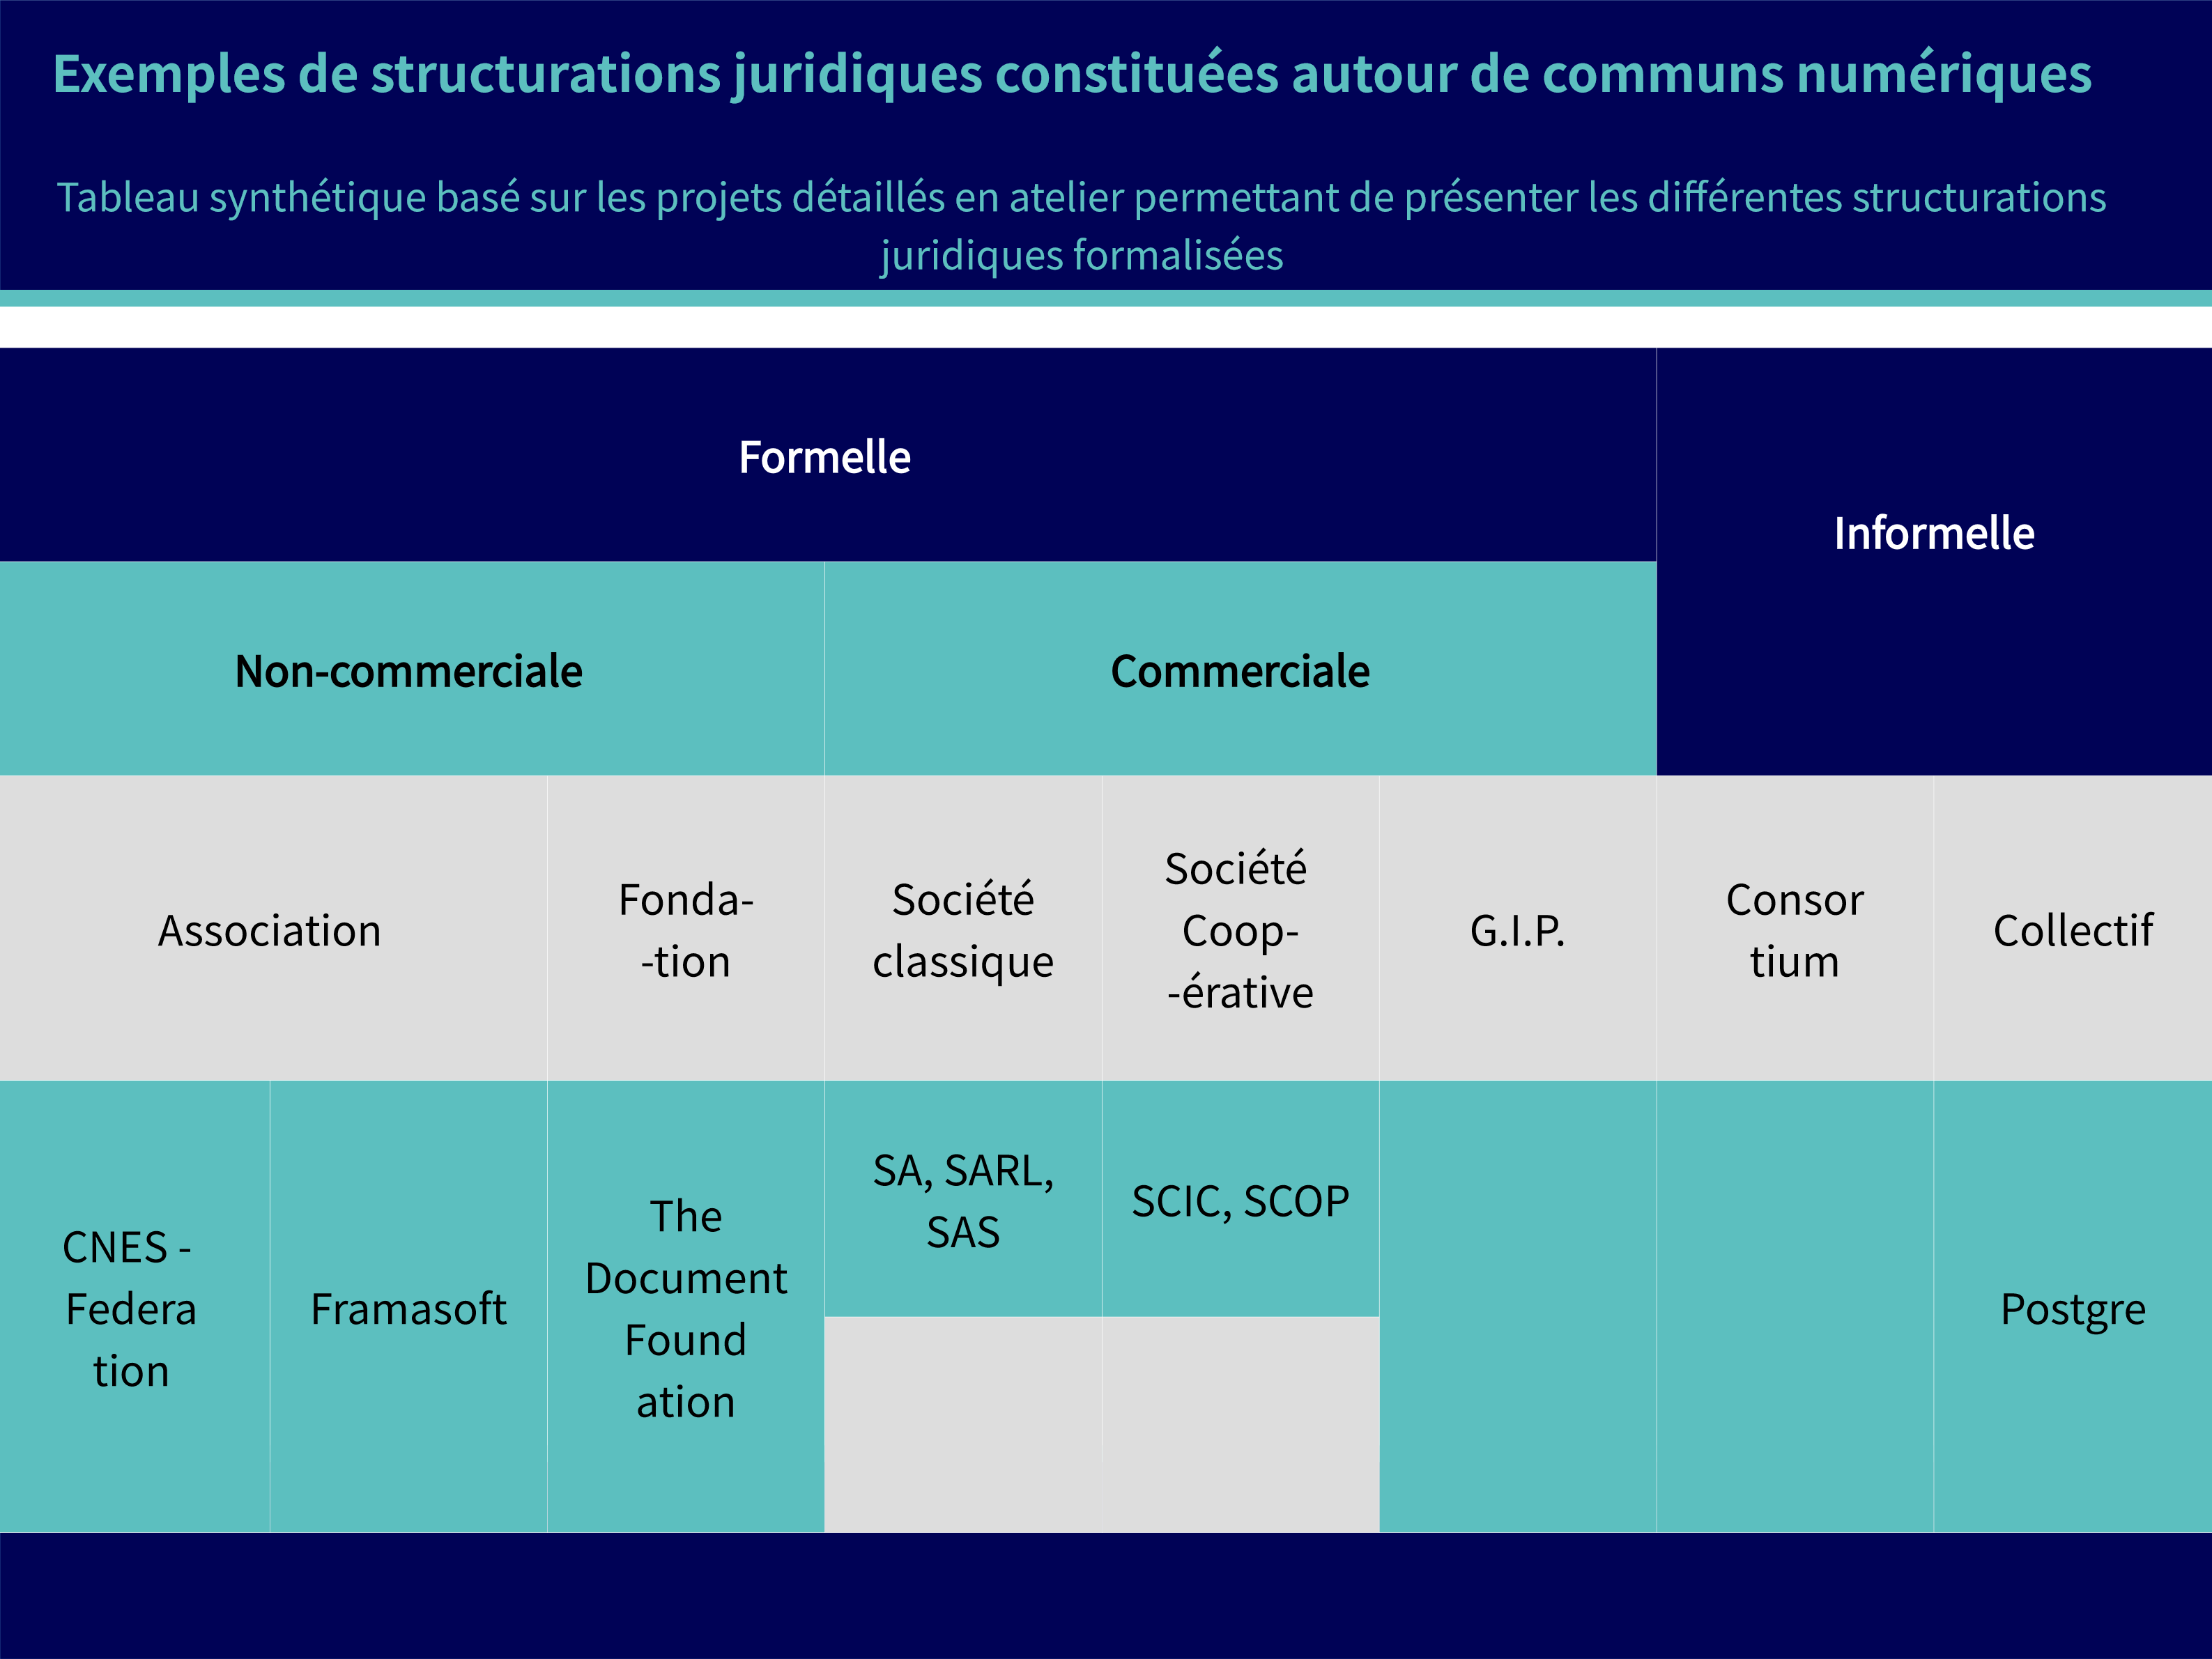 Exemples de structurations juridiques constituées autour de communs numériques
Tableau synthétique basé sur les projets détaillés en atelier permettant de présenter les différentes structurations
juridiques formalisées
Formelle
Informelle
Non-commerciale
Commerciale
Association
Fonda-
-tion
Société
classique
Société
Coop-
-érative
G.I.P.
Consor
tium
Collectif
CNES -
Federa
tion
Framasoft
The
Document
Found
ation
SA, SARL,
SAS
SCIC, SCOP
Postgre